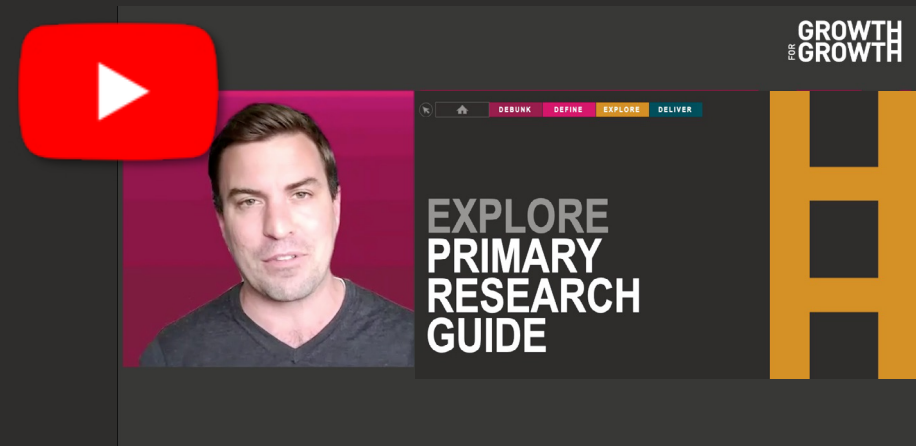 GROWTH
FOR GROWTH
DEBUNK DEFINE EXPLORE DELIVER
EXPLORE
PRIMARY
RESEARCH
GUIDE